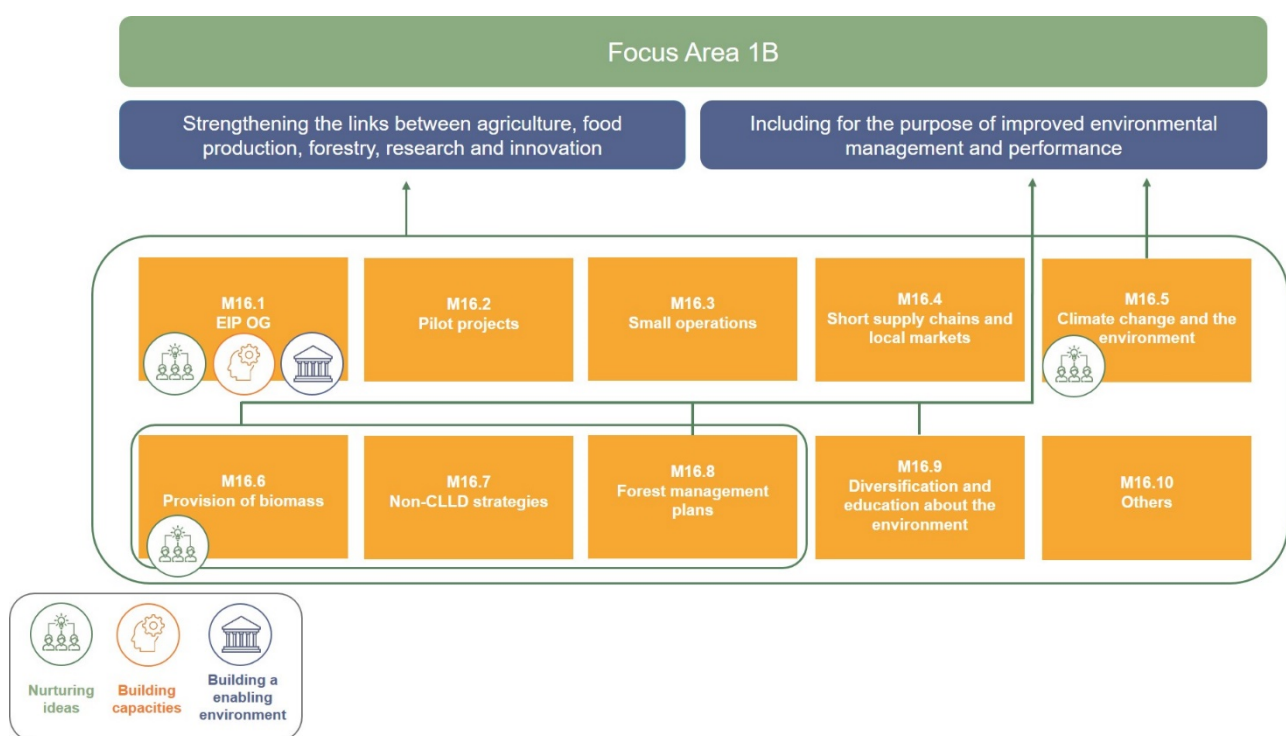 Focus Area 1B
Strengthening the links between agriculture, food
production, forestry, research and innovation
Including for the purpose of improved environmental
management and performance
M16.1
EIP OG
M16.2
Pilot projects
M16.3
Small operations
M16.4
Short supply chains and
local markets
M16.5
Climate change and the
environment
M16.6
Provision of biomass
M16.7
Non-CLLD strategies
M16.8
Forest management
plans
M16.9
Diversification and
education about the
environment
M16.10
Others
Nurturing
ideas
Building
capacities
Building a
enabling
environment